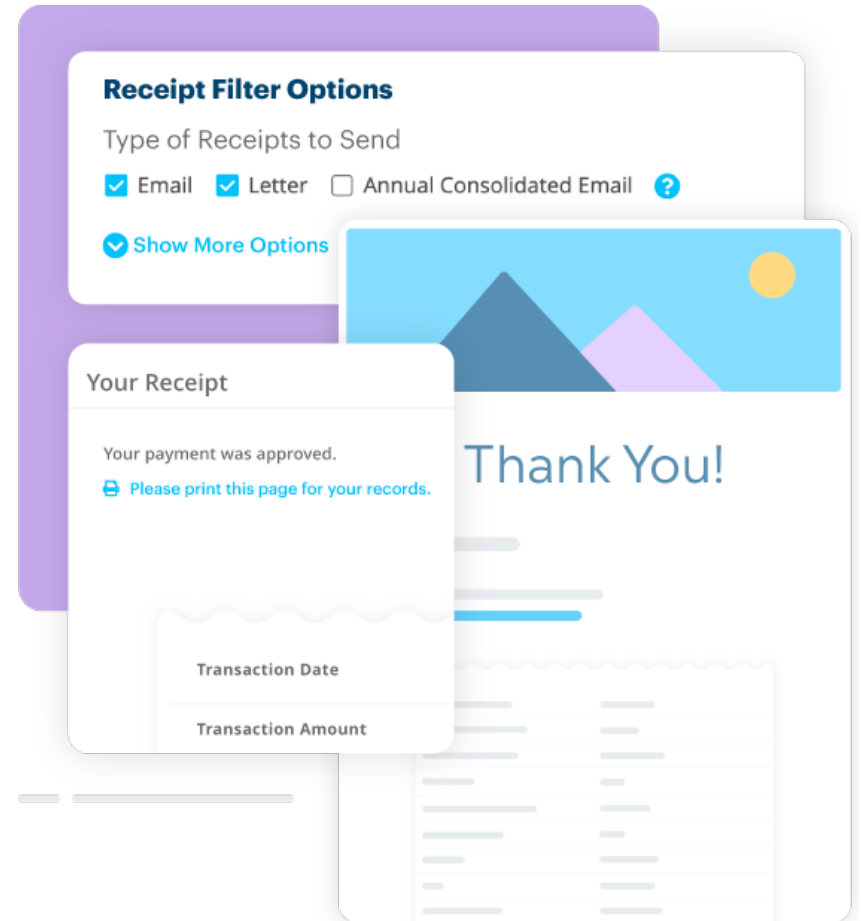 Receipt Filter Options
Type of Receipts to Send
Email Letter Annual Consolidated Email ?
Show More Options
Your Receipt
Your payment was approved.
Please print this page for your records.
Transaction Date
Transaction Amount
Thank You!